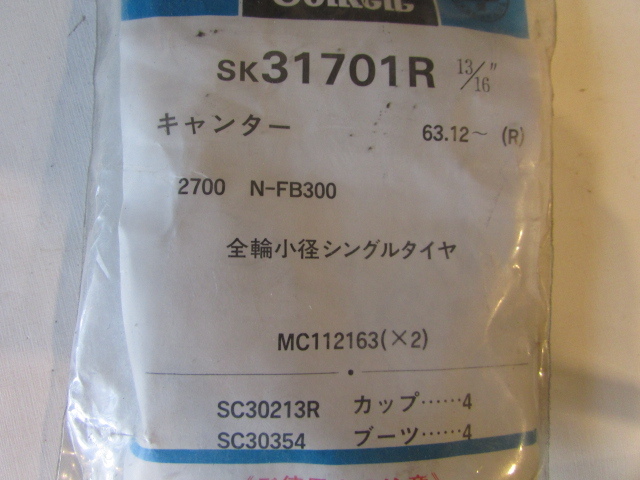 SK31701R 13/16"
キャンター 63.12~ (R)
2700 N-FB300
全輪小径シングルタイヤ
MC112163(×2)
SC30213R カップ……4
SC30354 ブーツ……4